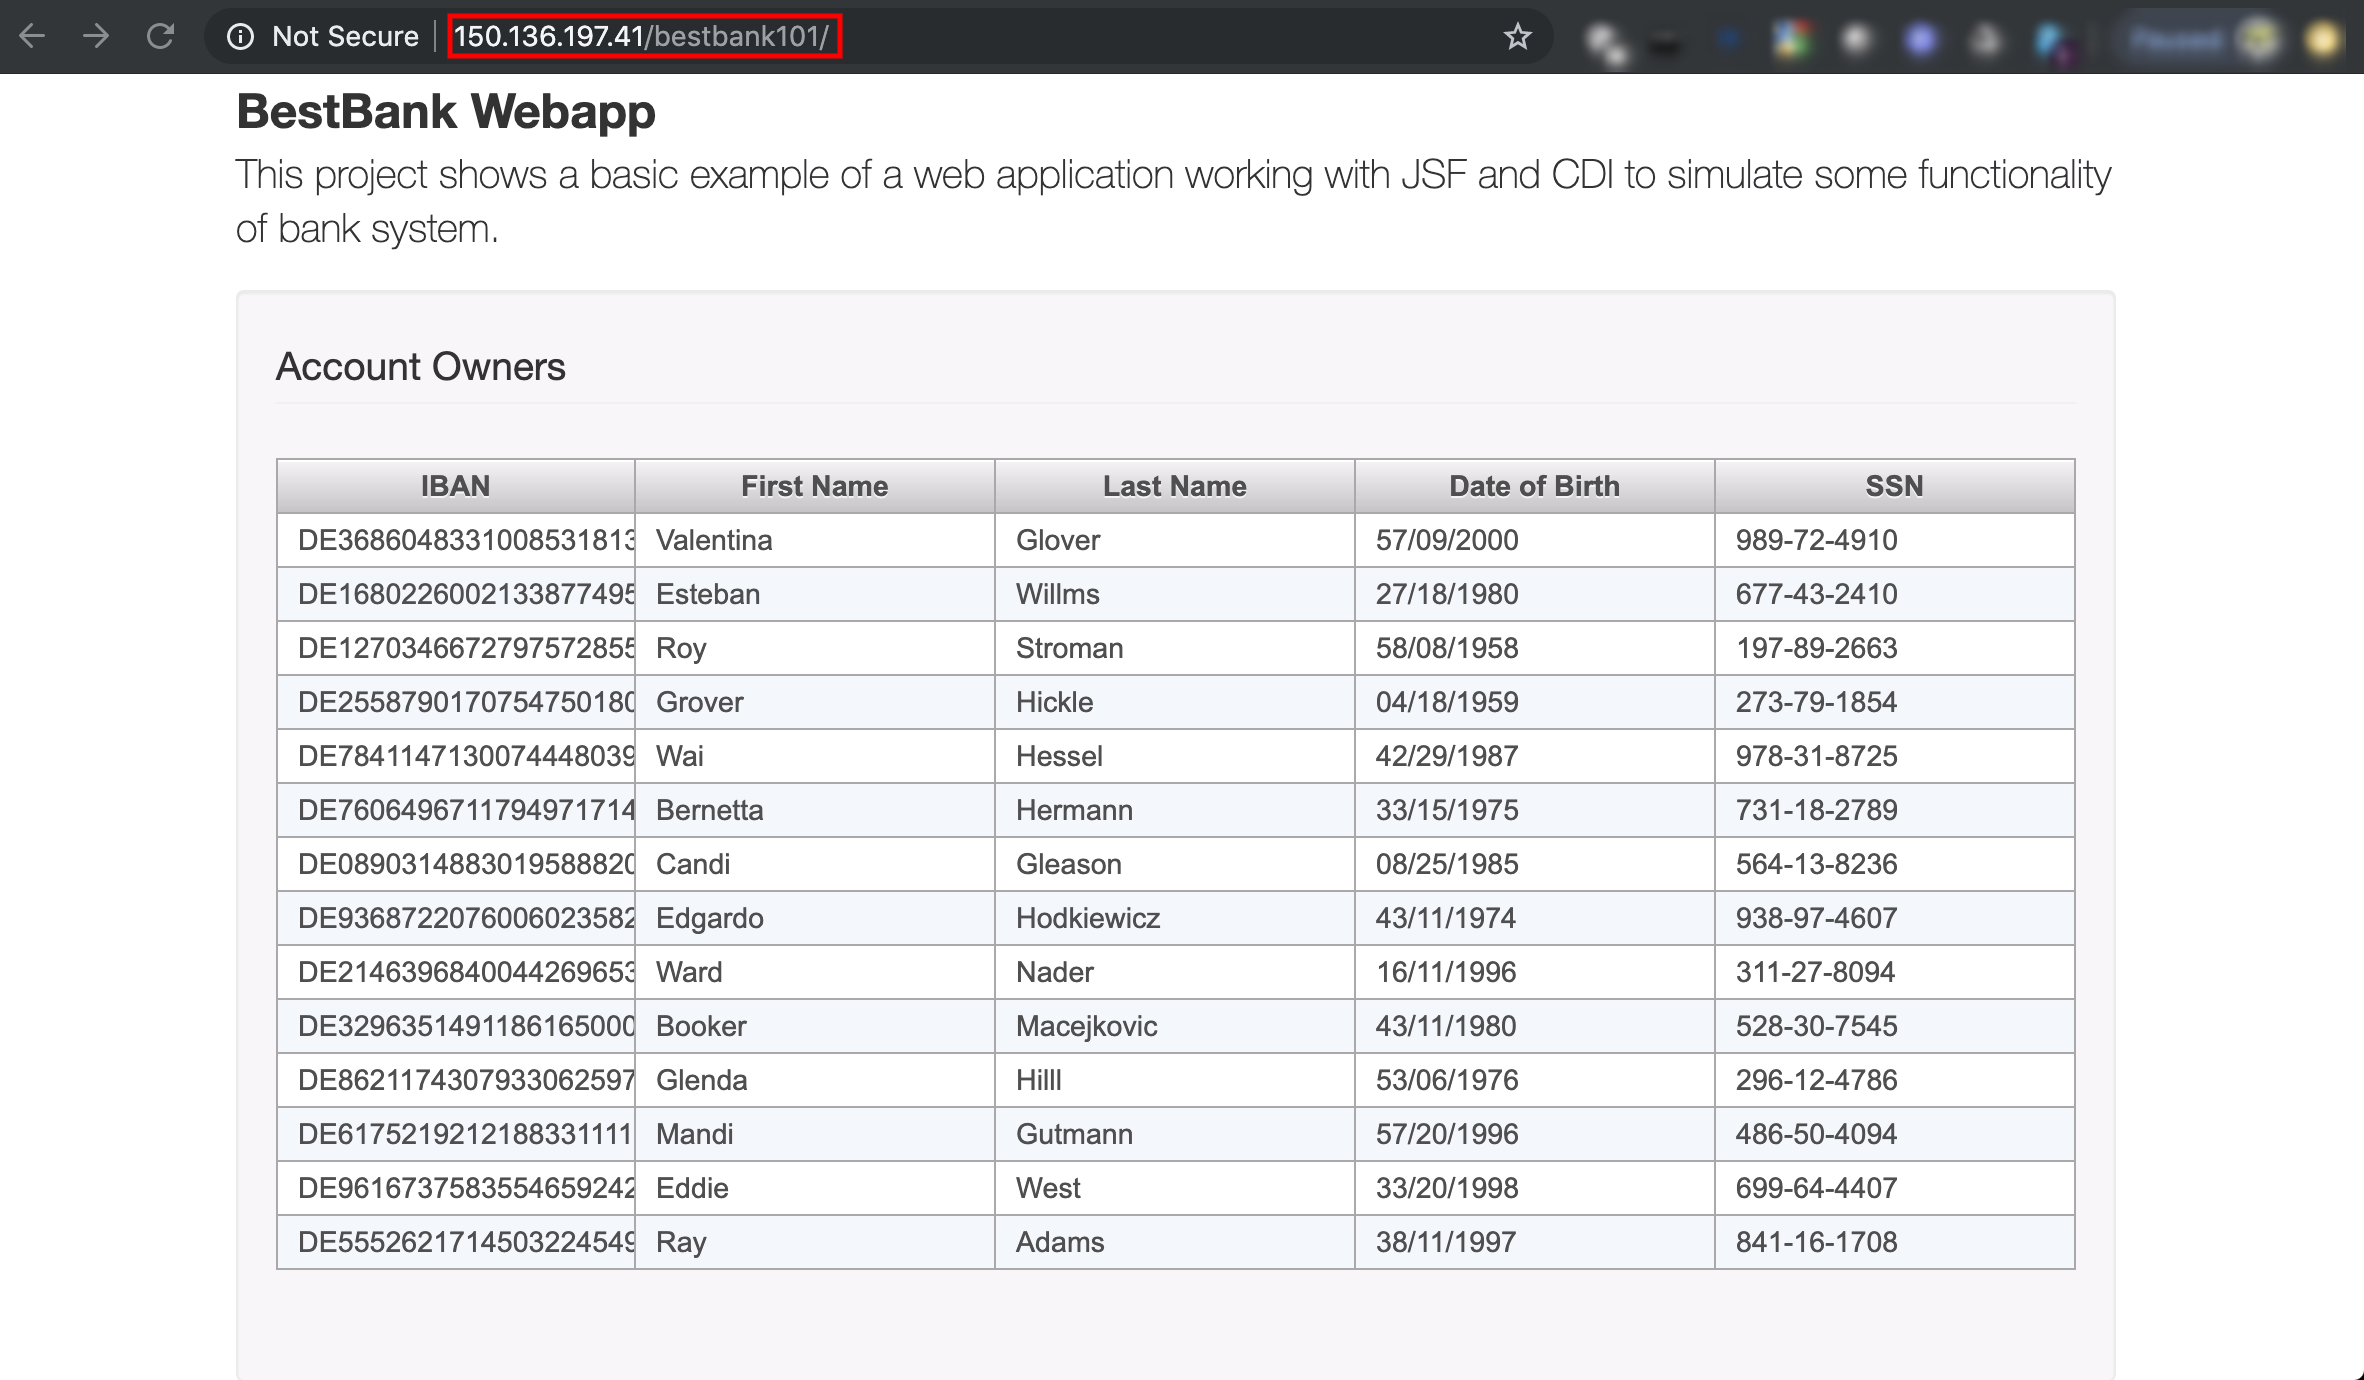 Not Secure 150.136.197.41/bestbank101/
BestBank Webapp
This project shows a basic example of a web application working with JSF and CDI to simulate some functionality
of bank system.
Account Owners
IBAN First Name Last Name Date of Birth SSN
DE3686048331008531813 Valentina Glover 57/09/2000 989-72-4910
DE1680226002133877495 Esteban Willms 27/18/1980 677-43-2410
DE1270346672797572855 Roy Stroman 58/08/1958 197-89-2663
DE2558790170754750180 Grover Hickle 04/18/1959 273-79-1854
DE7841147130074448039 Wai Hessel 42/29/1987 978-31-8725
DE7606496711794971714 Bernetta Hermann 33/15/1975 731-18-2789
DE0890314883019588820 Candi Gleason 08/25/1985 564-13-8236
DE9368722076006023582 Edgardo Hodkiewicz 43/11/1974 938-97-4607
DE2146396840044269653 Ward Nader 16/11/1996 311-27-8094
DE3296351491186165000 Booker Macejkovic 43/11/1980 528-30-7545
DE8621174307933062597 Glenda Hilll 53/06/1976 296-12-4786
DE6175219212188331111 Mandi Gutmann 57/20/1996 486-50-4094
DE9616737583554659242 Eddie West 33/20/1998 699-64-4407
DE5552621714503224549 Ray Adams 38/11/1997 841-16-1708